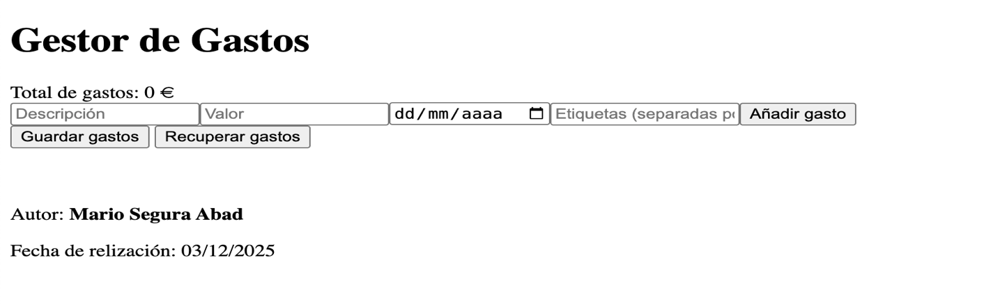 Gestor de Gastos
Total de gastos: 0 €
Descripción Valor dd/mm/aaaa Etiquetas (separadas Añadir gasto
Guardar gastos Recuperar gastos
Autor: Mario Segura Abad
Fecha de relización: 03/12/2025